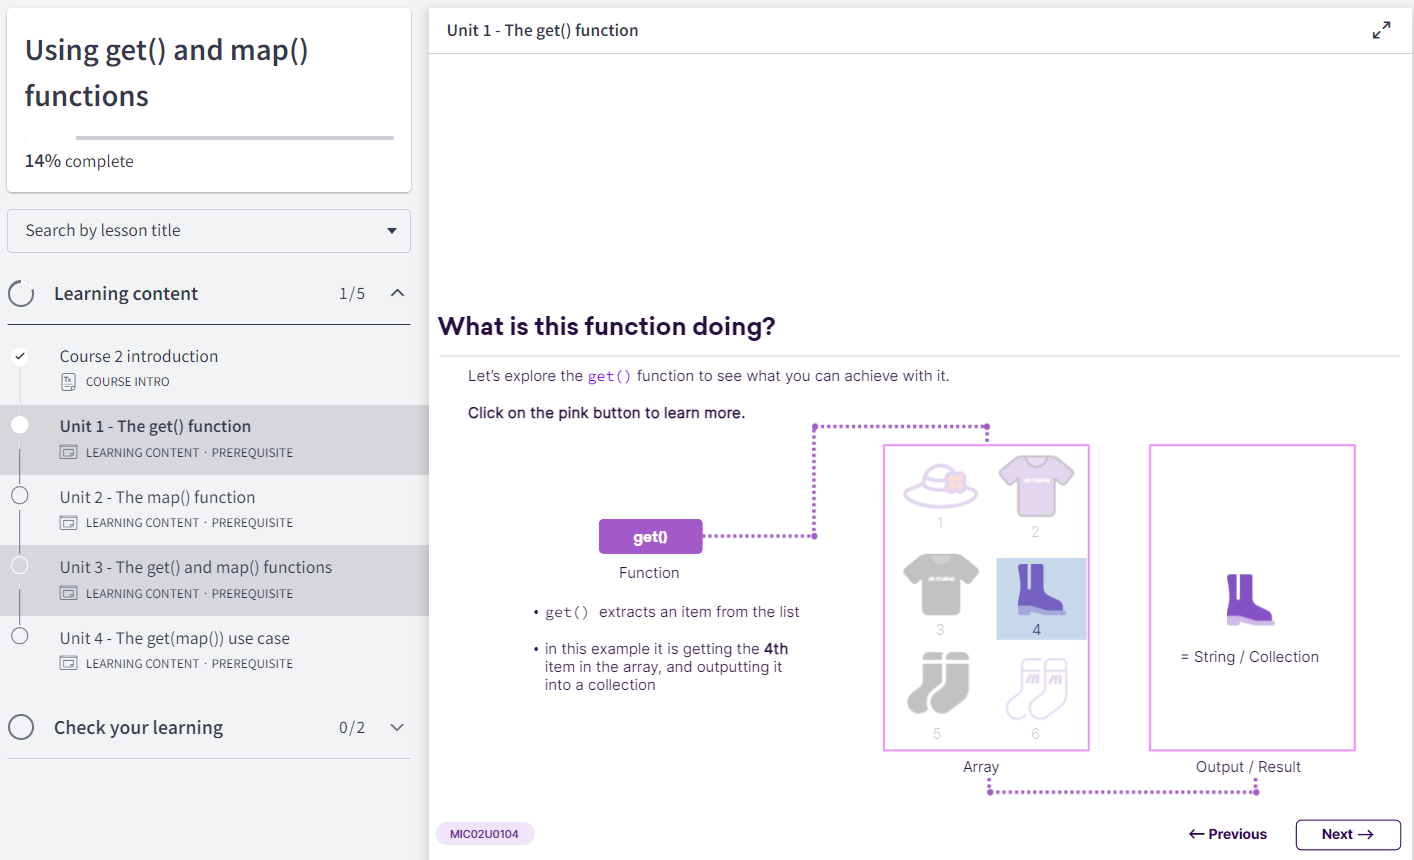 Using get() and map()
functions
14% complete
Search by lesson title
Learning content 1/5
Course 2 introduction
COURSE INTRO
Unit 1 - The get() function
LEARNING CONTENT · PREREQUISITE
Unit 2 - The map() function
LEARNING CONTENT · PREREQUISITE
Unit 3 - The get() and map() functions
LEARNING CONTENT · PREREQUISITE
Unit 4 - The get(map()) use case
LEARNING CONTENT · PREREQUISITE
Check your learning 0/2
Unit 1 - The get() function
What is this function doing?
Let's explore the get() function to see what you can achieve with it.
Click on the pink button to learn more.
get()
Function
• get() extracts an item from the list
• in this example it is getting the 4th
item in the array, and outputting it
into a collection
1
2
3
4
5
6
Array
= String / Collection
Output / Result
MIC02U0104
← Previous
Next →